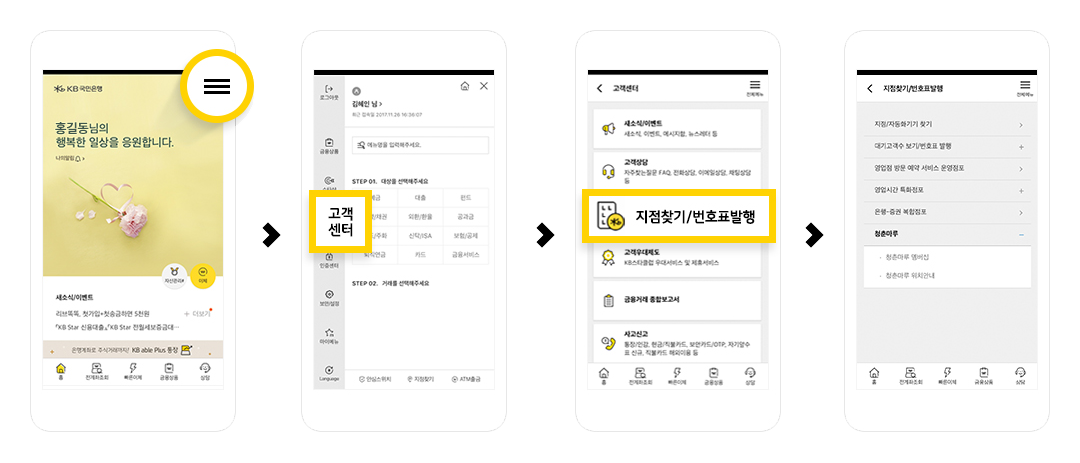 KB 국민은행
홍길동님의
행복한 일상을 응원합니다.
나의알림
자산관리
이체
새소식/이벤트
리브똑똑, 첫가입+첫송금하면 5천원
+ 더보기
「KB Star 신용대출」「KB Star 전월세보증금대…
은행계좌로 주식거래까지! KB able Plus 통장
홈
전계좌조회
빠른이체
금융상품
상담
로그아웃
김혜인 님 >
최근 접속일 2017.11.28 16:36:07
금융상품
메뉴명을 입력해주세요.
STEP 01. 대상을 선택해주세요
대출
펀드
외환/환율
공과금
신탁/ISA
보험/공제
퇴직연금
카드
금융서비스
고객
센터
인증센터
STEP 02. 거래를 선택해주세요
보안/설정
마이메뉴
Language
안심스위치
지점찾기
ATM출금
고객센터
전체메뉴
새소식/이벤트
새소식, 이벤트, 메시지함, 뉴스레터 등
고객상담
자주찾는질문 FAQ, 전화상담, 이메일상담, 채팅상담
등
지점찾기/번호표발행
고객우대제도
KB스타클럽 우대서비스 및 제휴서비스
금융거래 종합보고서
사고신고
통장/인감, 현금/직불카드, 보안카드/OTP, 자기앞수
표 신규, 직불카드 해외이용 등
홈
전계좌조회
빠른이체
금융상품
상담
지점찾기/번호표발행
전체메뉴
지점/자동화기기 찾기
대기고객수 보기/번호표 발행
영업점 방문 예약 서비스 운영점포
영업시간 특화점포
은행-증권 복합점포
청춘마루
· 청춘마루 멤버십
· 청춘마루 위치안내
홈
전계좌조회
빠른이체
금융상품
상담